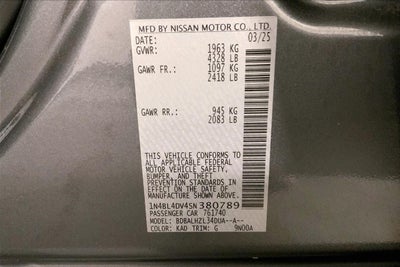 MFD BY NISSAN MOTOR CO., LTD.
DATE: 03/25
GVWR: 1963 KG
4328 LB
GAWR FR.: 1097 KG
2418 LB
GAWR RR.: 945 KG
2083 LB
THIS VEHICLE CONFORMS
TO ALL APPLICABLE FEDERAL
MOTOR VEHICLE SAFETY,
BUMPER, AND THEFT
PREVENTION STANDARDS IN
EFFECT ON THE DATE OF
MANUFACTURE SHOWN ABOVE.
1N4BL4DV4SN380789
PASSENGER CAR 761740
MODEL: BDBALHZL34DUA--A--
COLOR: KAD TRIM: G 9N00A